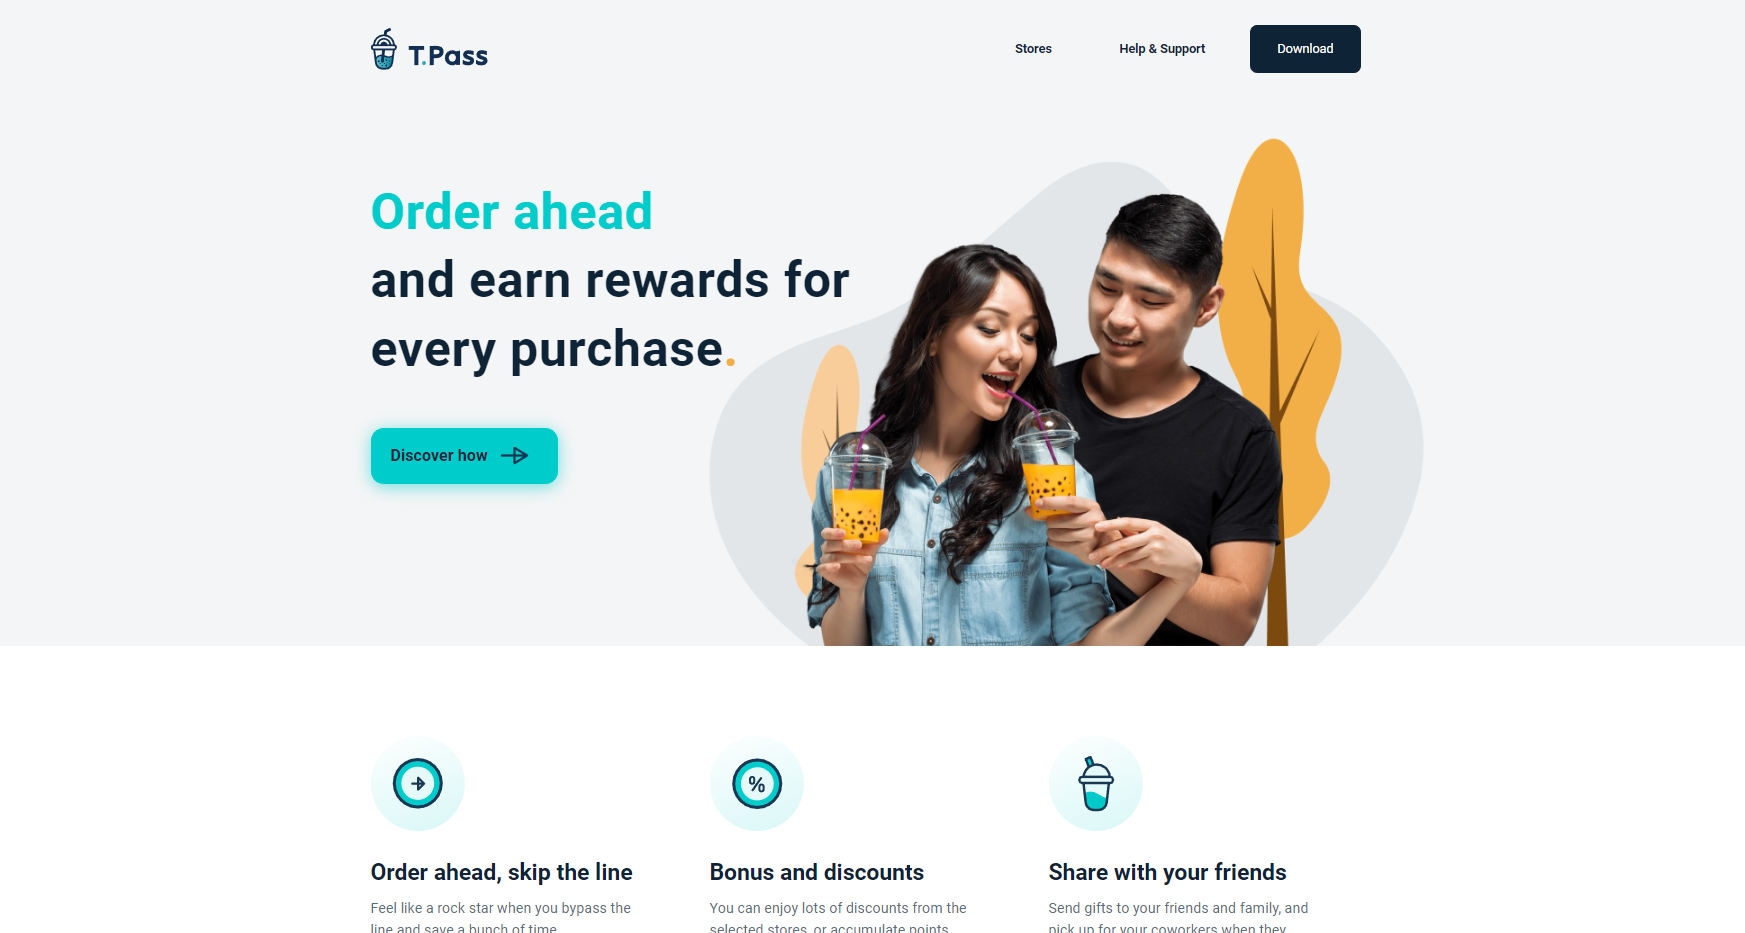 T.Pass
Stores
Help & Support
Download
Order ahead
and earn rewards for
every purchase.
Discover how
%
Order ahead, skip the line
Feel like a rock star when you bypass the
line and save a bunch of time.
Bonus and discounts
You can enjoy lots of discounts from the
selected stores, or accumulate points
Share with your friends
Send gifts to your friends and family, and
pick up for your coworkers when they